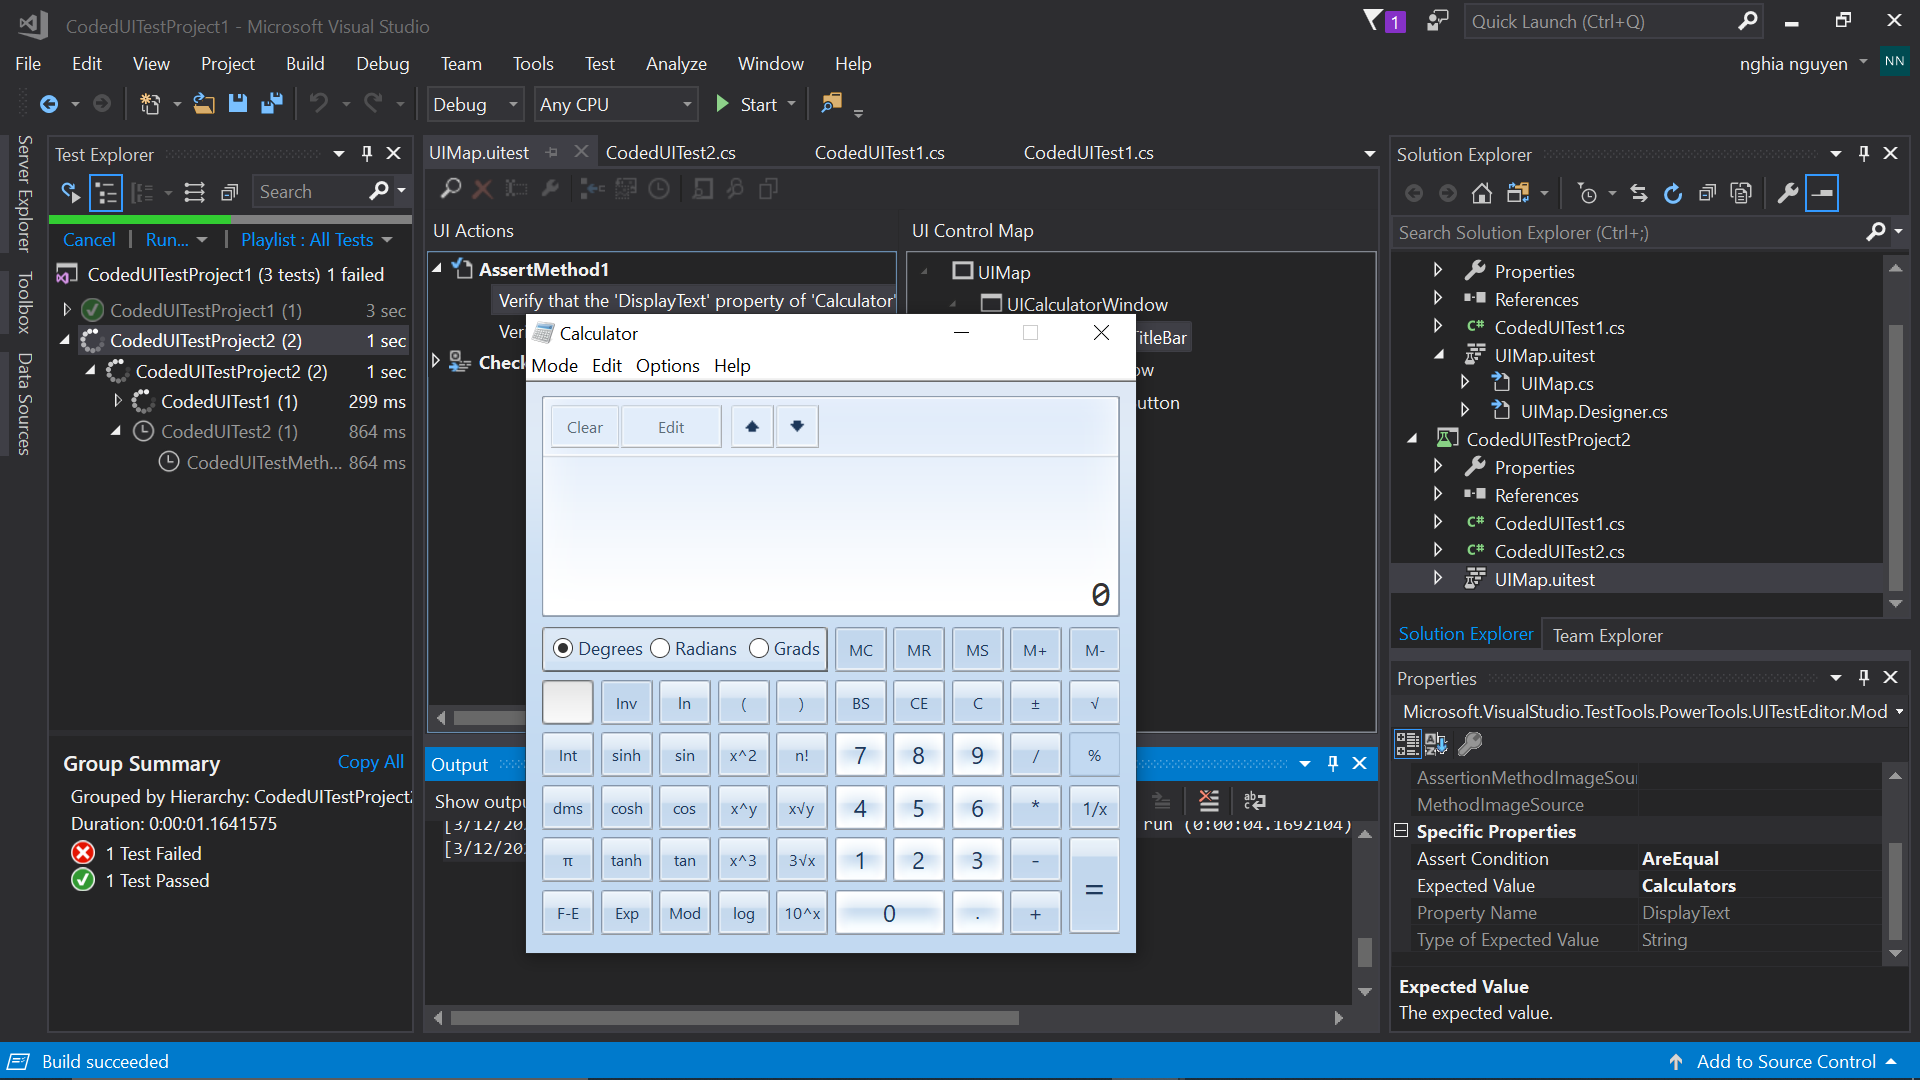 CodedUITestProject1 - Microsoft Visual Studio
1
Quick Launch (Ctrl+Q)
File Edit View Project Build Debug Team Tools Test Analyze Window Help
nghia nguyen NN
Debug Any CPU Start
Server Explorer
Toolbox
Data Sources
Test Explorer
Search
Cancel | Run... | Playlist : All Tests
CodedUITestProject1 (3 tests) 1 failed
CodedUITestProject1 (1) 3 sec
CodedUITestProject2 (2) 1 sec
CodedUITestProject2 (2) 1 sec
CodedUITest1 (1) 299 ms
CodedUITest2 (1) 864 ms
CodedUITestMeth... 864 ms
Group Summary Copy All
Grouped by Hierarchy: CodedUITestProject
Duration: 0:00:01.1641575
1 Test Failed
1 Test Passed
UIMap.uitest CodedUITest2.cs CodedUITest1.cs CodedUITest1.cs
UI Actions
AssertMethod1
Verify that the 'DisplayText' property of 'Calculator'
Veri
Check
UI Control Map
UIMap
UICalculatorWindow
itleBar
ow
utton
Calculator
Mode Edit Options Help
Clear Edit
0
Degrees Radians Grads MC MR MS M+ M-
Inv ln ( ) BS CE C ± √
Int sinh sin x^2 n! 7 8 9 / %
dms cosh cos x^y x√y 4 5 6 * 1/x
π tanh tan x^3 3√x 1 2 3 - =
F-E Exp Mod log 10^x 0 . +
Output
Show outpu
[3/12/202 run (0:00:04.1692104)
[3/12/202
Solution Explorer
Search Solution Explorer (Ctrl+;)
Properties
References
CodedUITest1.cs
UIMap.uitest
UIMap.cs
UIMap.Designer.cs
CodedUITestProject2
Properties
References
CodedUITest1.cs
CodedUITest2.cs
UIMap.uitest
Solution Explorer Team Explorer
Properties
Microsoft.VisualStudio.TestTools.PowerTools.UITestEditor.Mod
AssertionMethodImageSour
MethodImageSource
Specific Properties
Assert Condition AreEqual
Expected Value Calculators
Property Name DisplayText
Type of Expected Value String
Expected Value
The expected value.
Build succeeded
Add to Source Control